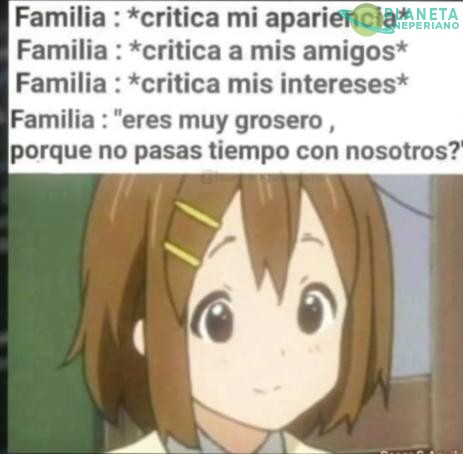 Familia : *critica mi apariencia*
PLANETA
NEPERIANO
Familia : *critica a mis amigos*
Familia : *critica mis intereses*
Familia : "eres muy grosero ,
porque no pasas tiempo con nosotros?"